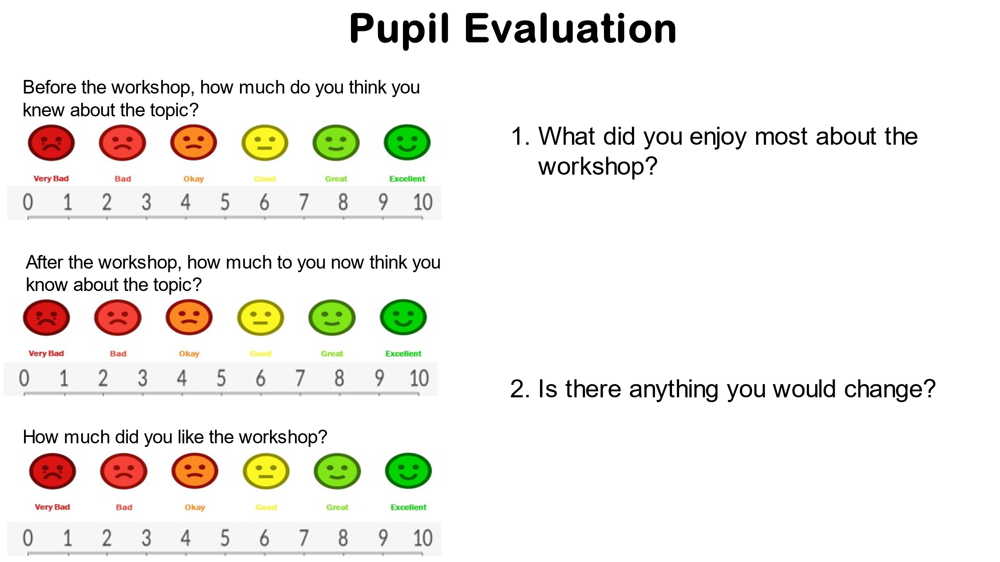 Pupil Evaluation
Before the workshop, how much do you think you
knew about the topic?
Very Bad Bad Okay Good Great Excellent
0 1 2 3 4 5 6 7 8 9 10
After the workshop, how much to you now think you
know about the topic?
Very Bad Bad Okay Good Great Excellent
0 1 2 3 4 5 6 7 8 9 10
How much did you like the workshop?
Very Bad Bad Okay Good Great Excellent
0 1 2 3 4 5 6 7 8 9 10
1. What did you enjoy most about the
workshop?
2. Is there anything you would change?